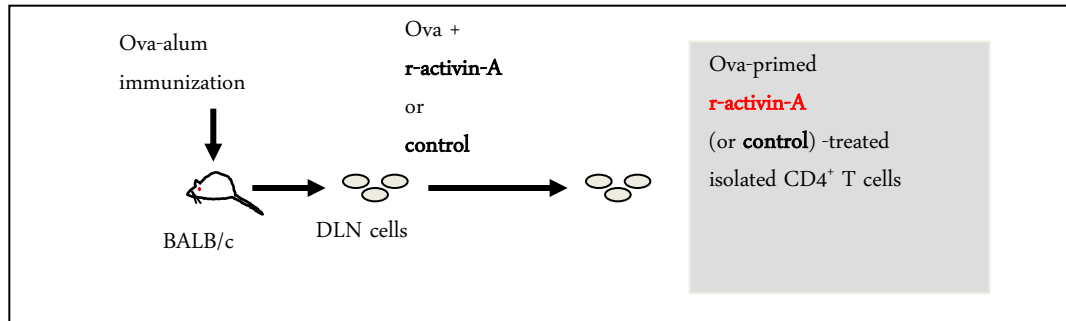 Ova-alum
immunization
BALB/c
DLN cells
Ova +
r-activin-A
or
control
Ova-primed
r-activin-A
(or control) -treated
isolated CD4⁺ T cells